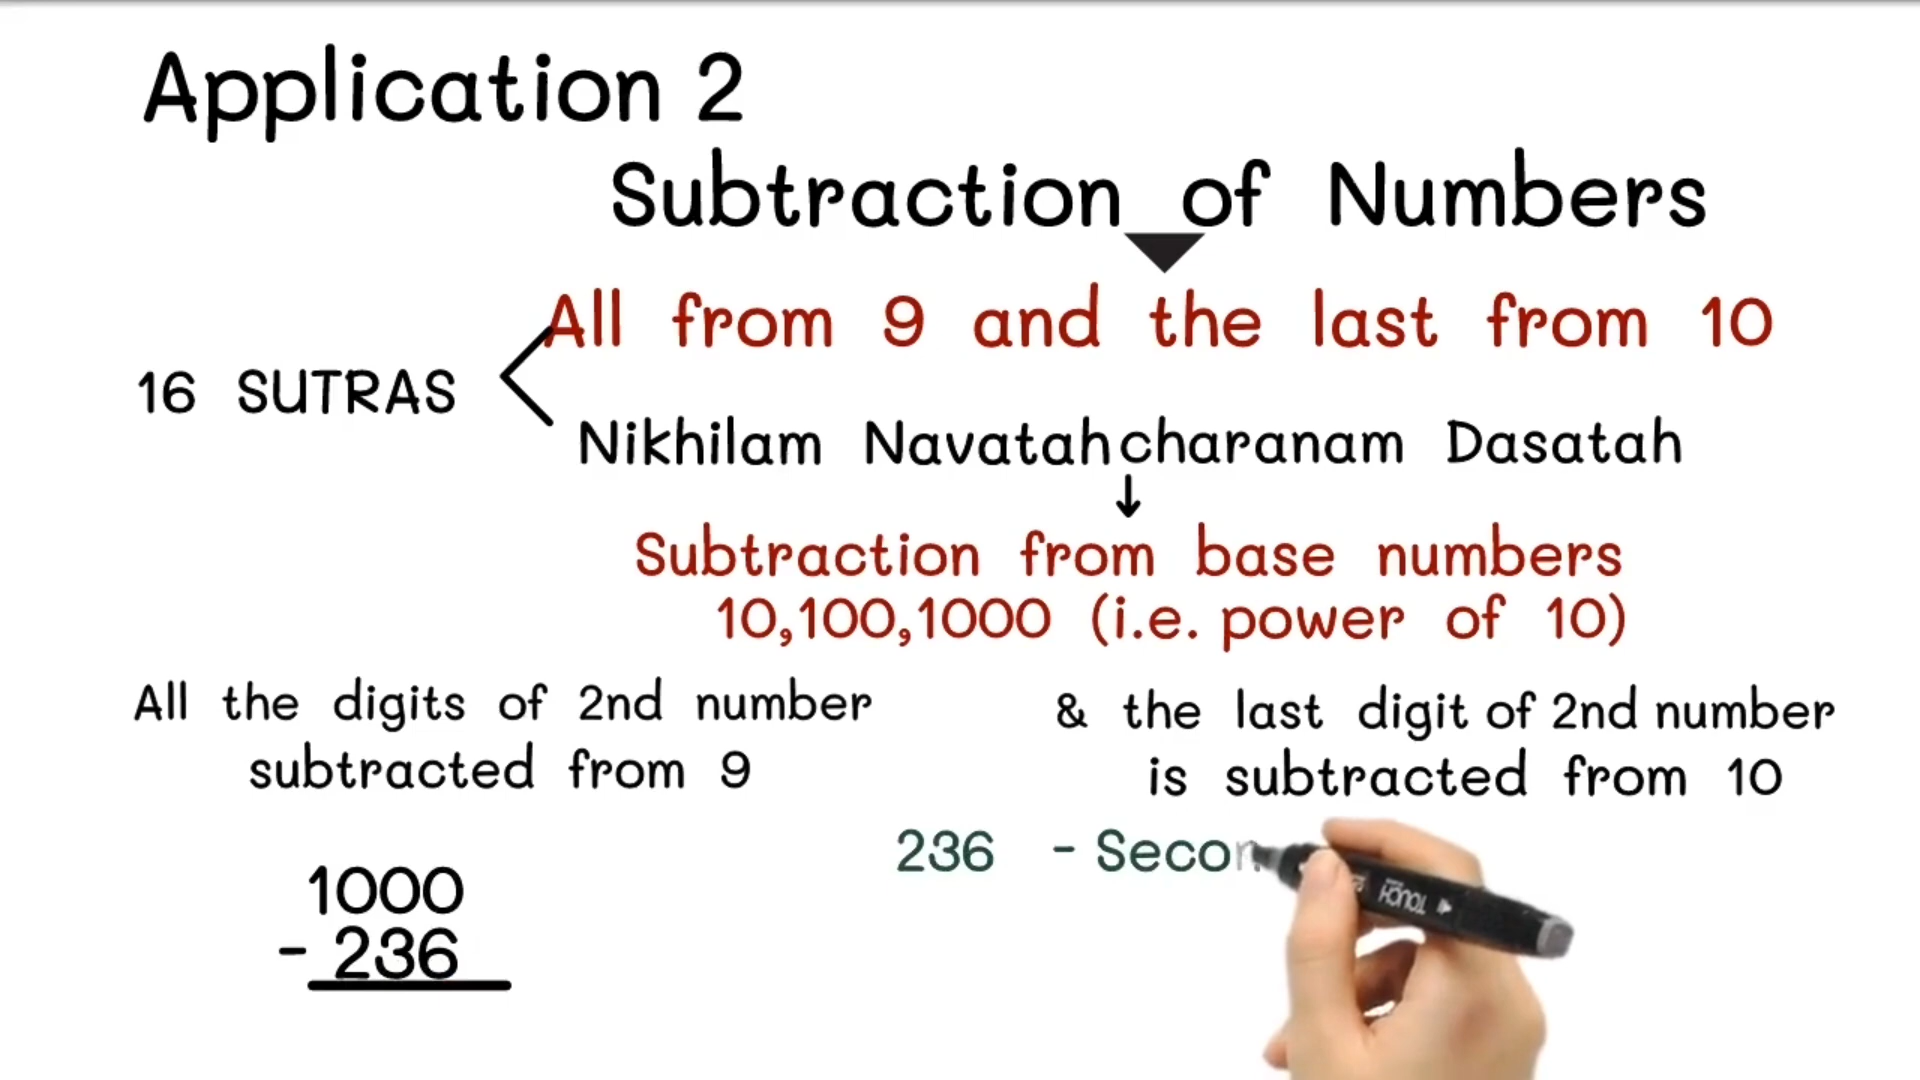 Application 2
Subtraction of Numbers
All from 9 and the last from 10
16 SUTRAS
Nikhilam Navatahcharanam Dasatah
Subtraction from base numbers
10,100,1000 (i.e. power of 10)
All the digits of 2nd number
subtracted from 9
& the last digit of 2nd number
is subtracted from 10
236 - Secon
1000
- 236
TOUCH